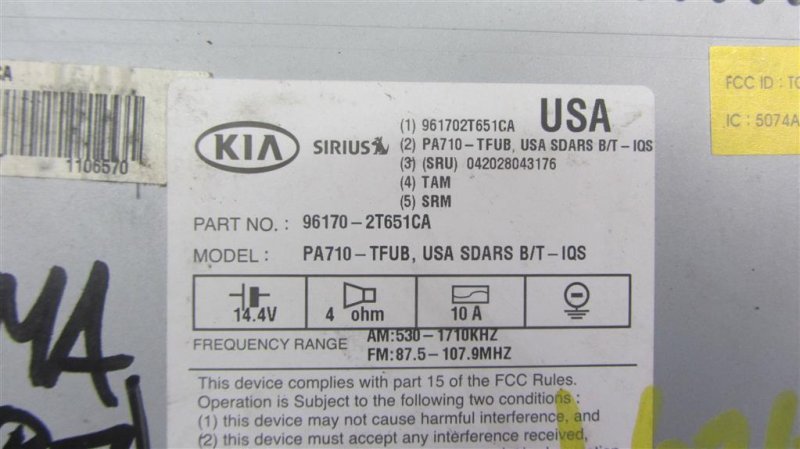 CA
1106570
KIA
SIRIUS
USA
(1) 961702T651CA
(2) PA710-TFUB, USA SDARS B/T-IQS
(3) (SRU) 042028043176
(4) TAM
(5) SRM
PART NO. : 96170-2T651CA
MODEL : PA710-TFUB, USA SDARS B/T-IQS
14.4V
4 ohm
10 A
FREQUENCY RANGE AM:530-1710KHZ
FM:87.5-107.9MHZ
This device complies with part 15 of the FCC Rules.
Operation is Subject to the following two conditions:
(1) this device may not cause harmful interference, and
(2) this device must accept any interference received,
FCC ID : TC
IC : 5074A
MA